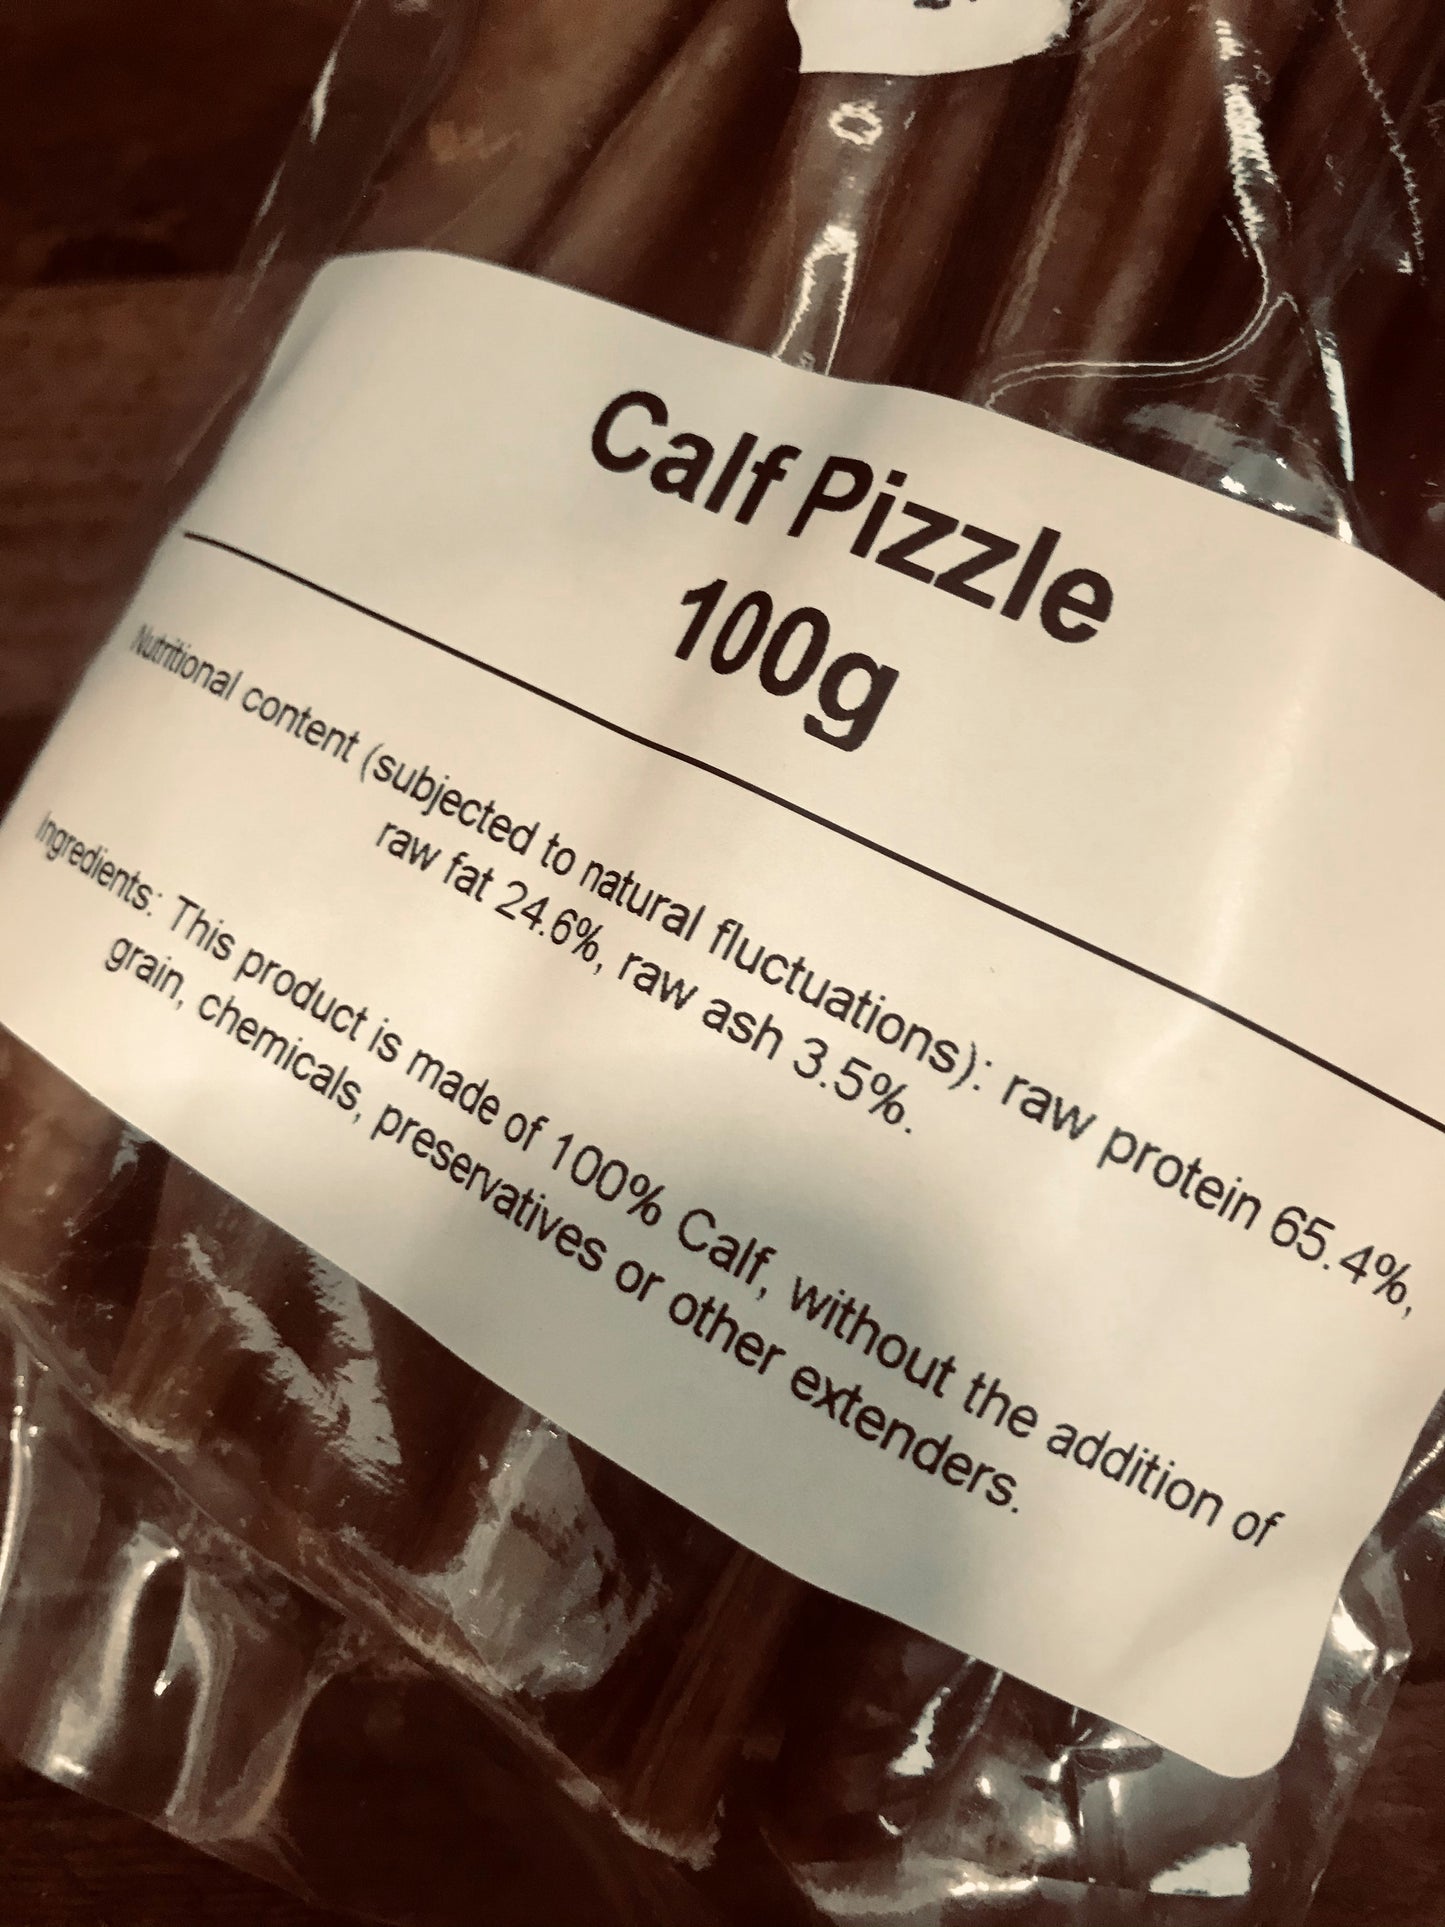 Calf Pizzle
100g
Nutritional content (subjected to natural fluctuations): raw protein 65.4%,
raw fat 24.6%, raw ash 3.5%.
Ingredients: This product is made of 100% Calf, without the addition of
grain, chemicals, preservatives or other extenders.